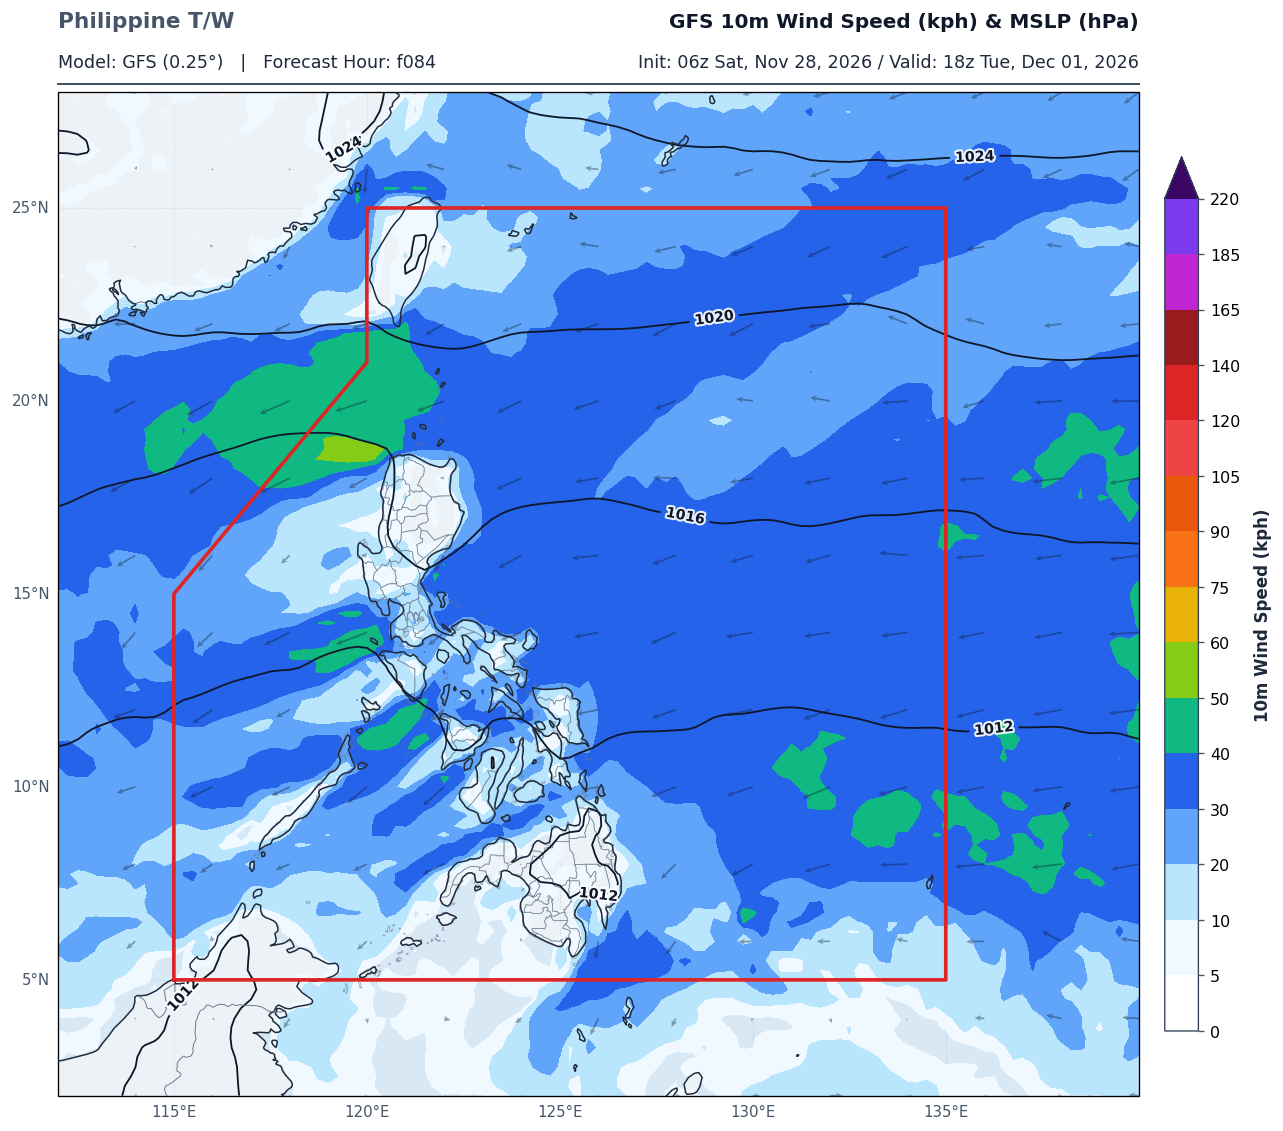 Philippine T/W
GFS 10m Wind Speed (kph) & MSLP (hPa)
Model: GFS (0.25°) | Forecast Hour: f084
Init: 06z Sat, Nov 28, 2026 / Valid: 18z Tue, Dec 01, 2026
1024
1024
25°N
1020
20°N
1016
15°N
1012
10°N
1012
5°N
1012
115°E
120°E
125°E
130°E
135°E
220
185
165
140
120
105
90
75
60
50
40
30
20
10
5
0
10m Wind Speed (kph)